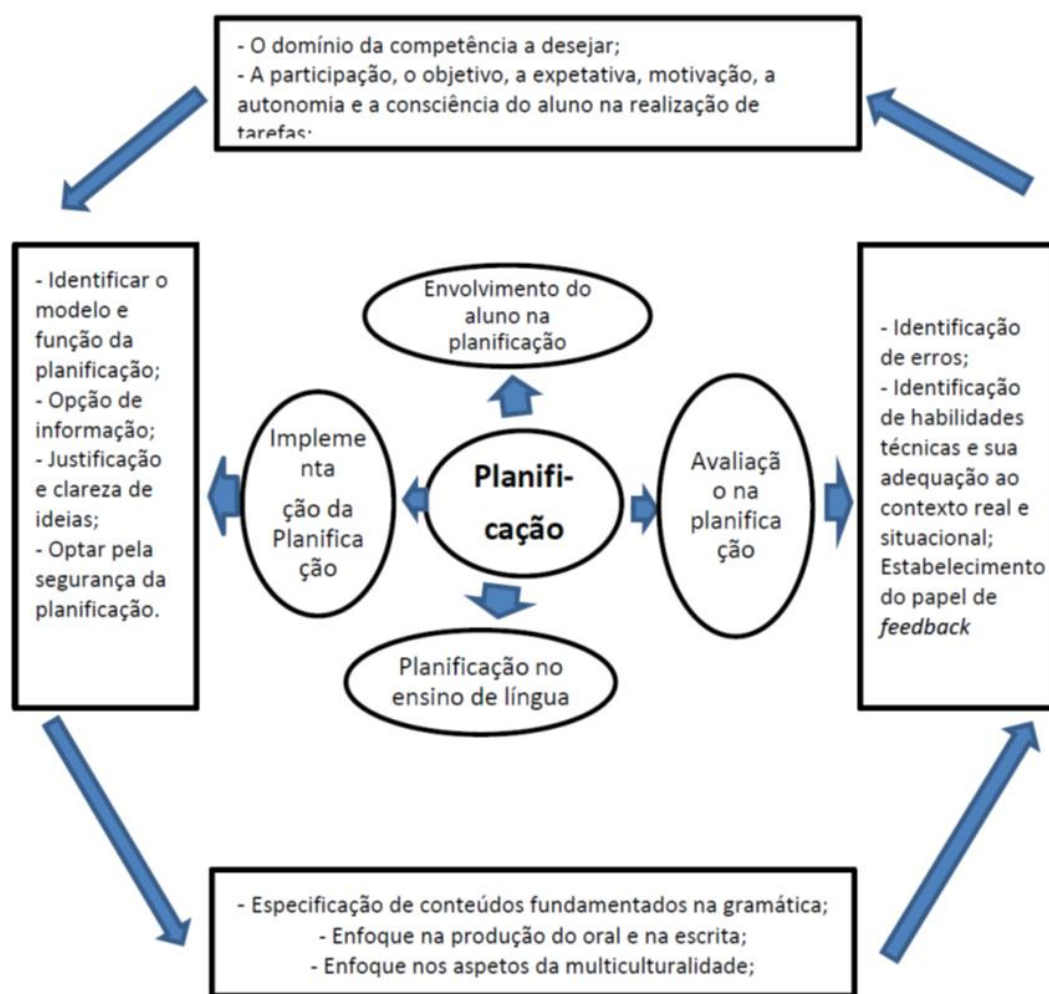 - O domínio da competência a desejar;
- A participação, o objetivo, a expetativa, motivação, a
autonomia e a consciência do aluno na realização de
tarefas;
- Identificar o
modelo e
função da
planificação;
- Opção de
informação;
- Justificação
e clareza de
ideias;
- Optar pela
segurança da
planificação.
Envolvimento do
aluno na
planificação
Impleme
nta
ção da
Planifica
ção
Planifi-
cação
Avaliaçã
o na
planifica
ção
Planificação no
ensino de língua
- Identificação
de erros;
- Identificação
de habilidades
técnicas e sua
adequação ao
contexto real e
situacional;
Estabelecimento
do papel de
feedback
- Especificação de conteúdos fundamentados na gramática;
- Enfoque na produção do oral e na escrita;
- Enfoque nos aspetos da multiculturalidade;